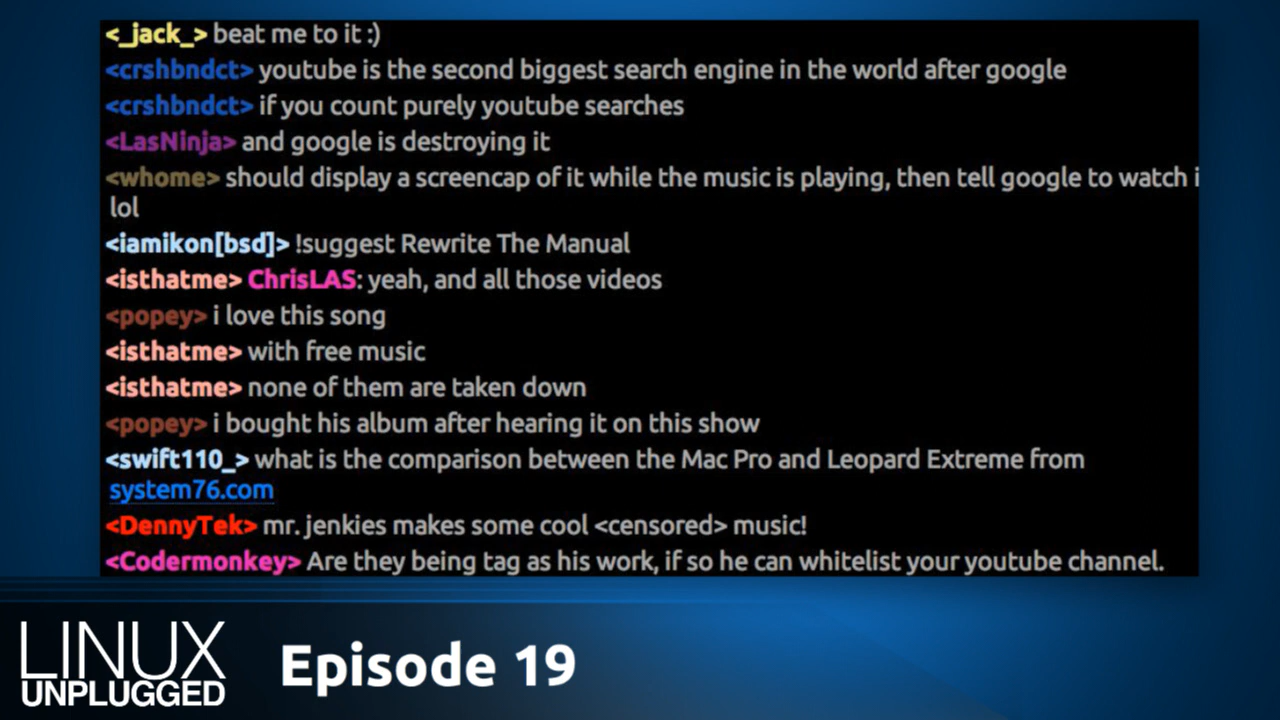 <_jack_> beat me to it :)
<crshbndct> youtube is the second biggest search engine in the world after google
<crshbndct> if you count purely youtube searches
<LasNinja> and google is destroying it
<whome> should display a screencap of it while the music is playing, then tell google to watch i
lol
<iamikon[bsd]> !suggest Rewrite The Manual
<isthatme> ChrisLAS: yeah, and all those videos
<popey> i love this song
<isthatme> with free music
<isthatme> none of them are taken down
<popey> i bought his album after hearing it on this show
<swift110_> what is the comparison between the Mac Pro and Leopard Extreme from
system76.com
<DennyTek> mr. jenkies makes some cool <censored> music!
<Codermonkey> Are they being tag as his work, if so he can whitelist your youtube channel.
LINUX
UNPLUGGED
Episode 19